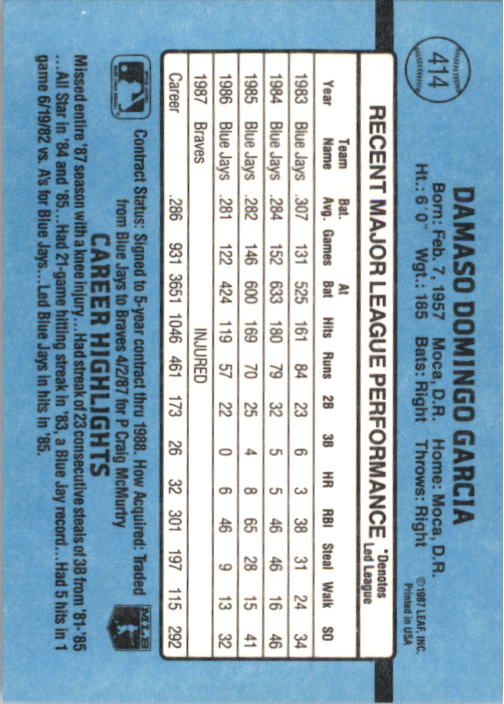 414
DAMASO DOMINGO GARCIA
Born: Feb. 7, 1957 Moca, D.R. Home: Moca, D.R.
Ht.: 6' 0" Wgt.: 185 Bats: Right Throws: Right
©1987 LEAF, INC.
Printed in USA
RECENT MAJOR LEAGUE PERFORMANCE *Denotes Led League
Year Team Name Bat. Avg. Games At Bat Hits Runs 2B 3B HR RBI Steal Walk SO
1983 Blue Jays .307 131 525 161 84 23 6 3 38 31 24 34
1984 Blue Jays .284 152 633 180 79 32 5 5 46 46 16 46
1985 Blue Jays .282 146 600 169 70 25 4 8 65 28 15 41
1986 Blue Jays .281 122 424 119 57 22 0 6 46 9 13 32
1987 Braves INJURED
Career .286 931 3651 1046 461 173 26 32 301 197 115 292
Contract Status: Signed to 5-year contract thru 1988. How Acquired: Traded
from Blue Jays to Braves 4/2/87 for P Craig McMurtry
MLB
CAREER HIGHLIGHTS
Missed entire '87 season with a knee injury...Had streak of 23 consecutive steals of 38 from '81-'85
...All Star in '84 and '85...Had 21-game hitting streak in '83, a Blue Jay record...Had 5 hits in 1
game 6/19/82 vs. A's for Blue Jays...Led Blue Jays in hits in '85.